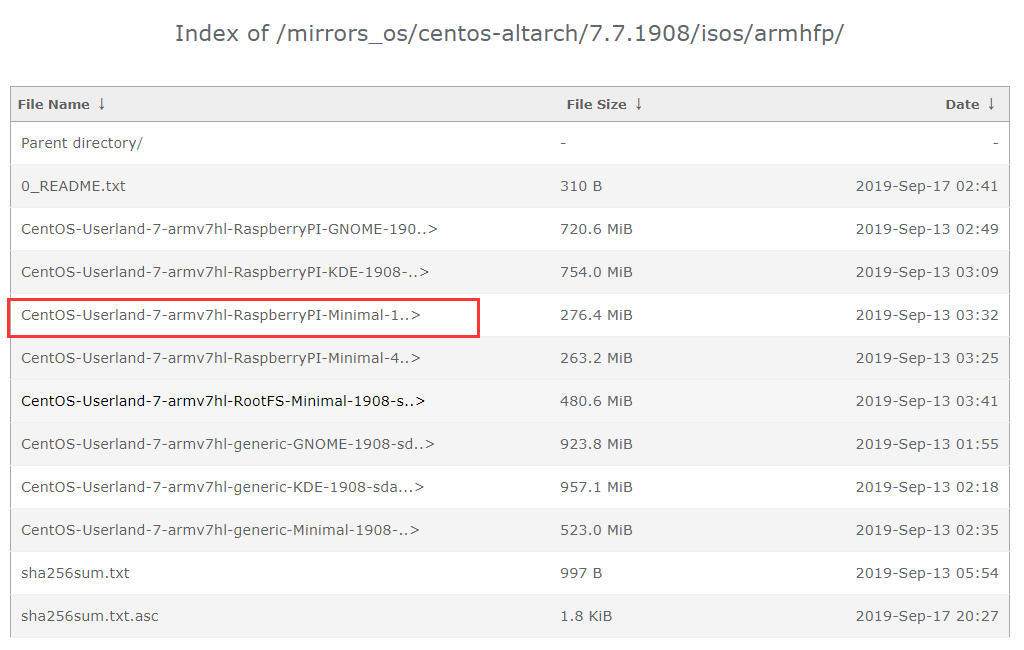 Index of /mirrors_os/centos-altarch/7.7.1908/isos/armhfp/
File Name ↓ File Size ↓ Date ↓
Parent directory/ - -
0_README.txt 310 B 2019-Sep-17 02:41
CentOS-Userland-7-armv7hl-RaspberryPI-GNOME-190..> 720.6 MiB 2019-Sep-13 02:49
CentOS-Userland-7-armv7hl-RaspberryPI-KDE-1908-..> 754.0 MiB 2019-Sep-13 03:09
CentOS-Userland-7-armv7hl-RaspberryPI-Minimal-1..> 276.4 MiB 2019-Sep-13 03:32
CentOS-Userland-7-armv7hl-RaspberryPI-Minimal-4..> 263.2 MiB 2019-Sep-13 03:25
CentOS-Userland-7-armv7hl-RootFS-Minimal-1908-s..> 480.6 MiB 2019-Sep-13 03:41
CentOS-Userland-7-armv7hl-generic-GNOME-1908-sd..> 923.8 MiB 2019-Sep-13 01:55
CentOS-Userland-7-armv7hl-generic-KDE-1908-sda...> 957.1 MiB 2019-Sep-13 02:18
CentOS-Userland-7-armv7hl-generic-Minimal-1908-..> 523.0 MiB 2019-Sep-13 02:35
sha256sum.txt 997 B 2019-Sep-13 05:54
sha256sum.txt.asc 1.8 KiB 2019-Sep-17 20:27